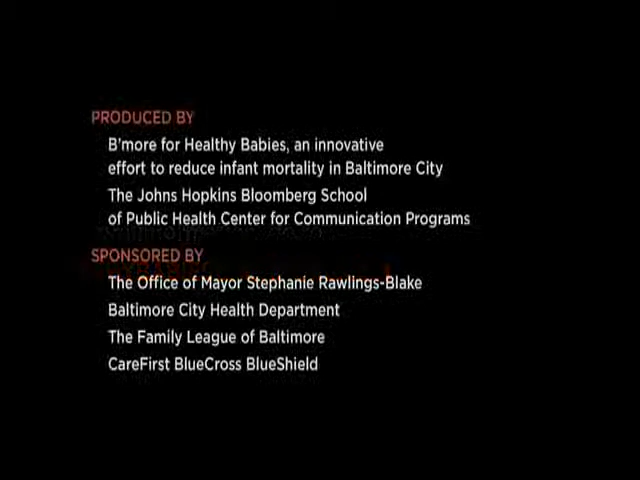 PRODUCED BY
B'more for Healthy Babies, an innovative
effort to reduce infant mortality in Baltimore City
The Johns Hopkins Bloomberg School
of Public Health Center for Communication Programs
SPONSORED BY
The Office of Mayor Stephanie Rawlings-Blake
Baltimore City Health Department
The Family League of Baltimore
CareFirst BlueCross BlueShield